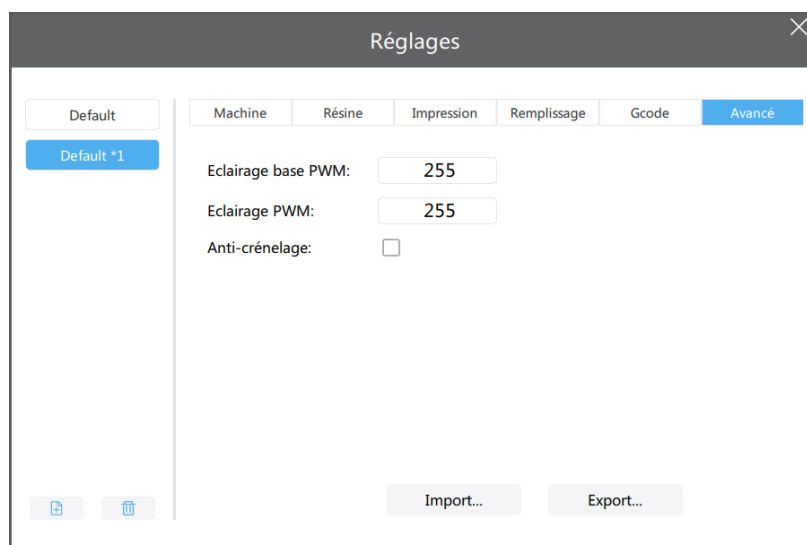 Réglages
Default
Default *1
Machine Résine Impression Remplissage Gcode Avancé
Eclairage base PWM: 255
Eclairage PWM: 255
Anti-crénelage:
Import... Export...